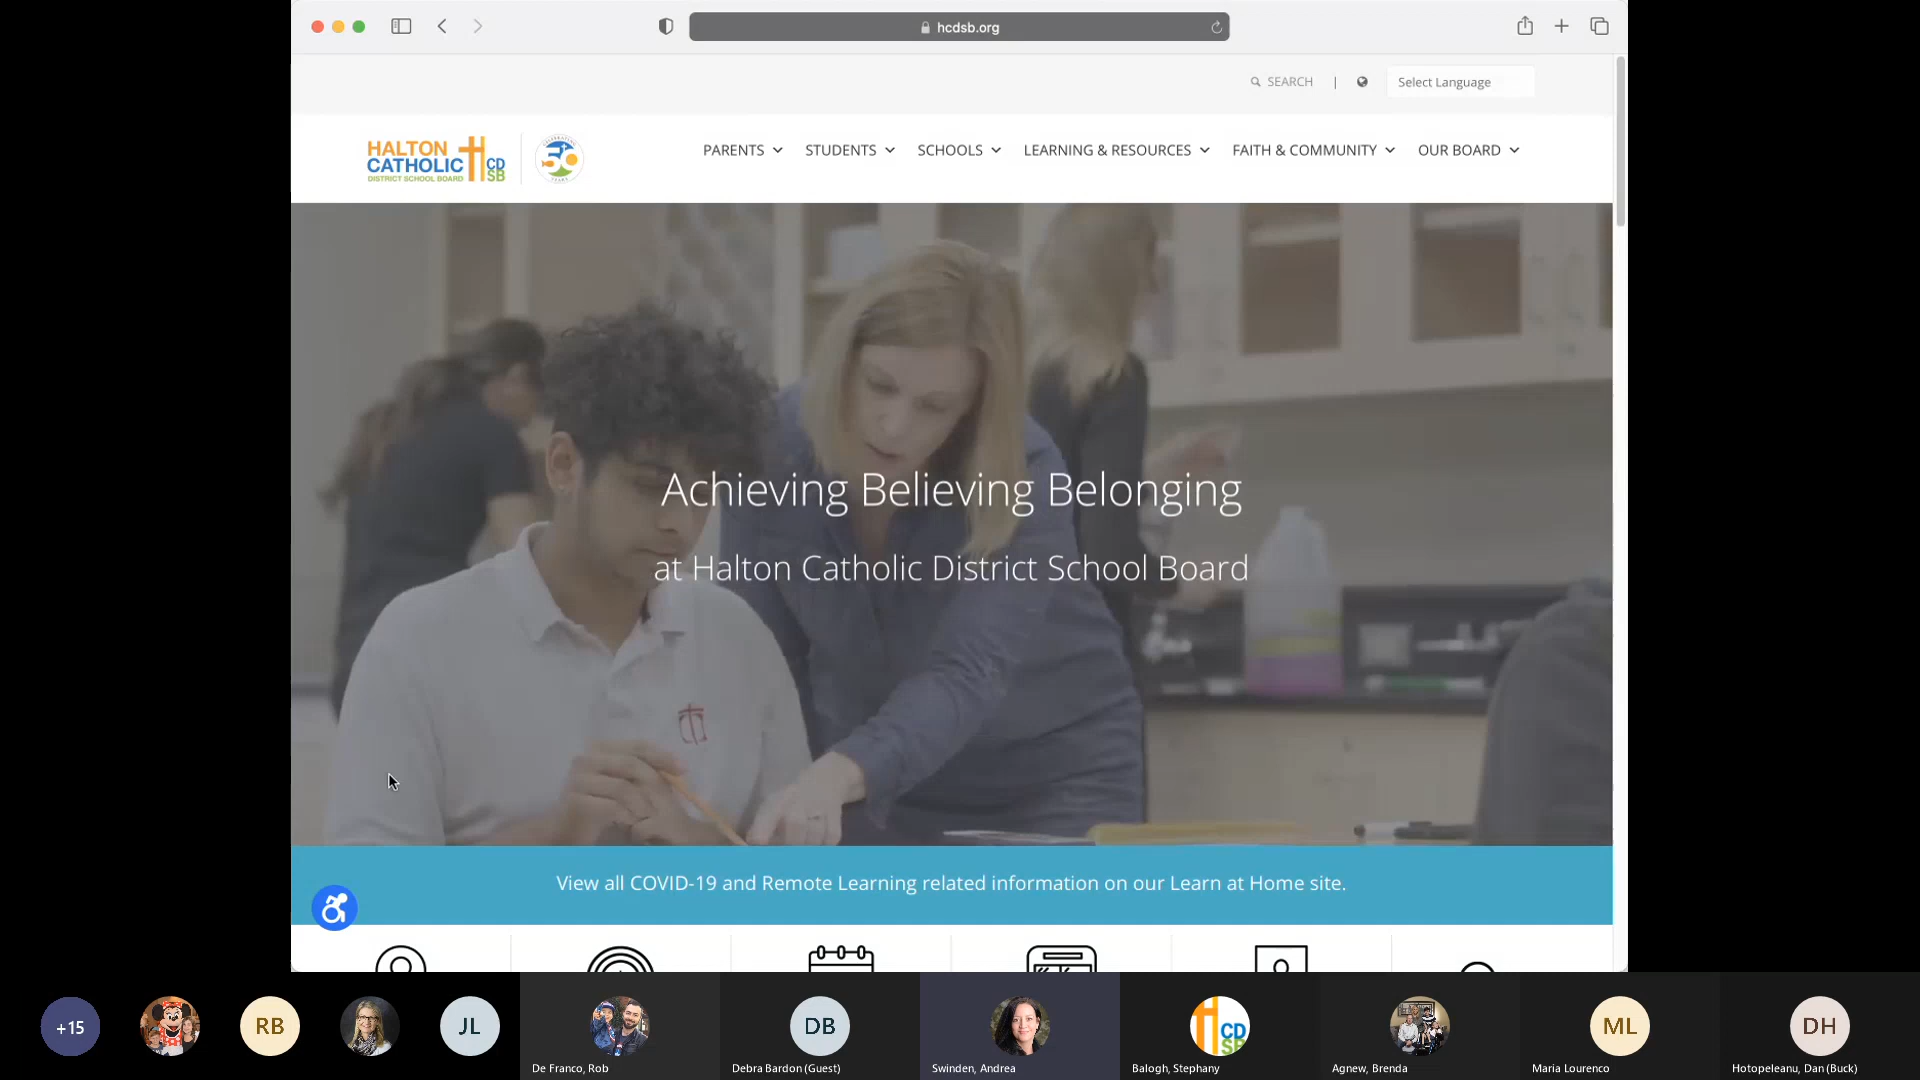 hcdsb.org
SEARCH | Select Language
HALTON
CATHOLIC CD
DISTRICT SCHOOL BOARD SB
PARENTS STUDENTS SCHOOLS LEARNING & RESOURCES FAITH & COMMUNITY OUR BOARD
Achieving Believing Belonging
at Halton Catholic District School Board
View all COVID-19 and Remote Learning related information on our Learn at Home site.
+15 RB JL DB CD SB ML DH
De Franco, Rob Debra Bardon (Guest) Swinden, Andrea Balogh, Stephany Agnew, Brenda Maria Lourenco Hotopeleanu, Dan (Buck)